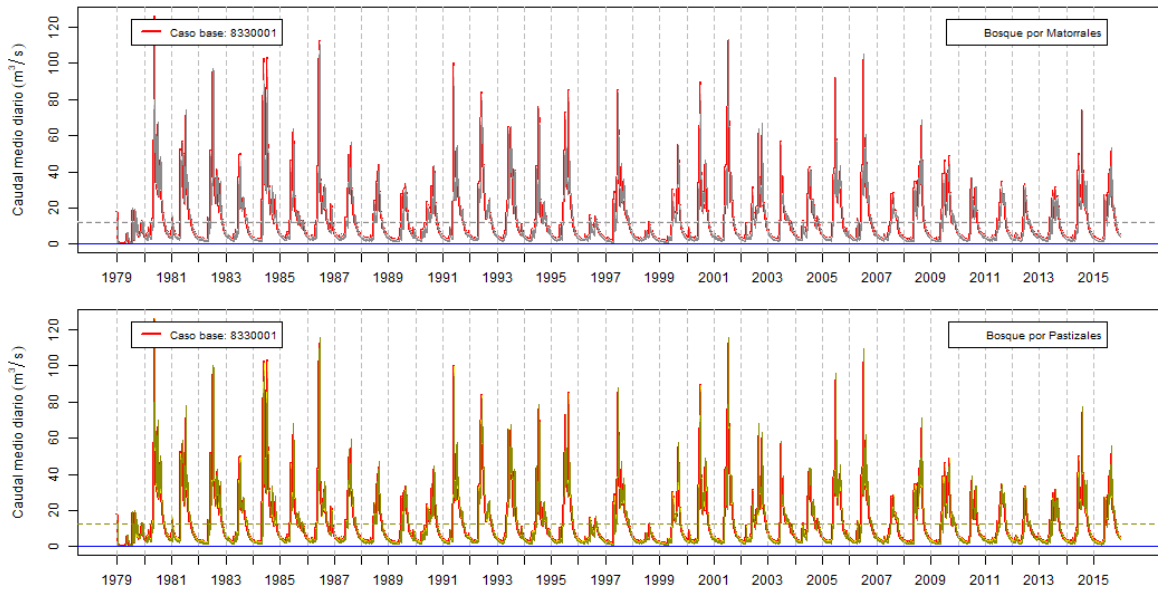 Caudal medio diario (m³/s)
0 20 40 60 80 100 120
Caso base: 8330001
Bosque por Matorrales
1979 1981 1983 1985 1987 1989 1991 1993 1995 1997 1999 2001 2003 2005 2007 2009 2011 2013 2015
Caudal medio diario (m³/s)
0 20 40 60 80 100 120
Caso base: 8330001
Bosque por Pastizales
1979 1981 1983 1985 1987 1989 1991 1993 1995 1997 1999 2001 2003 2005 2007 2009 2011 2013 2015